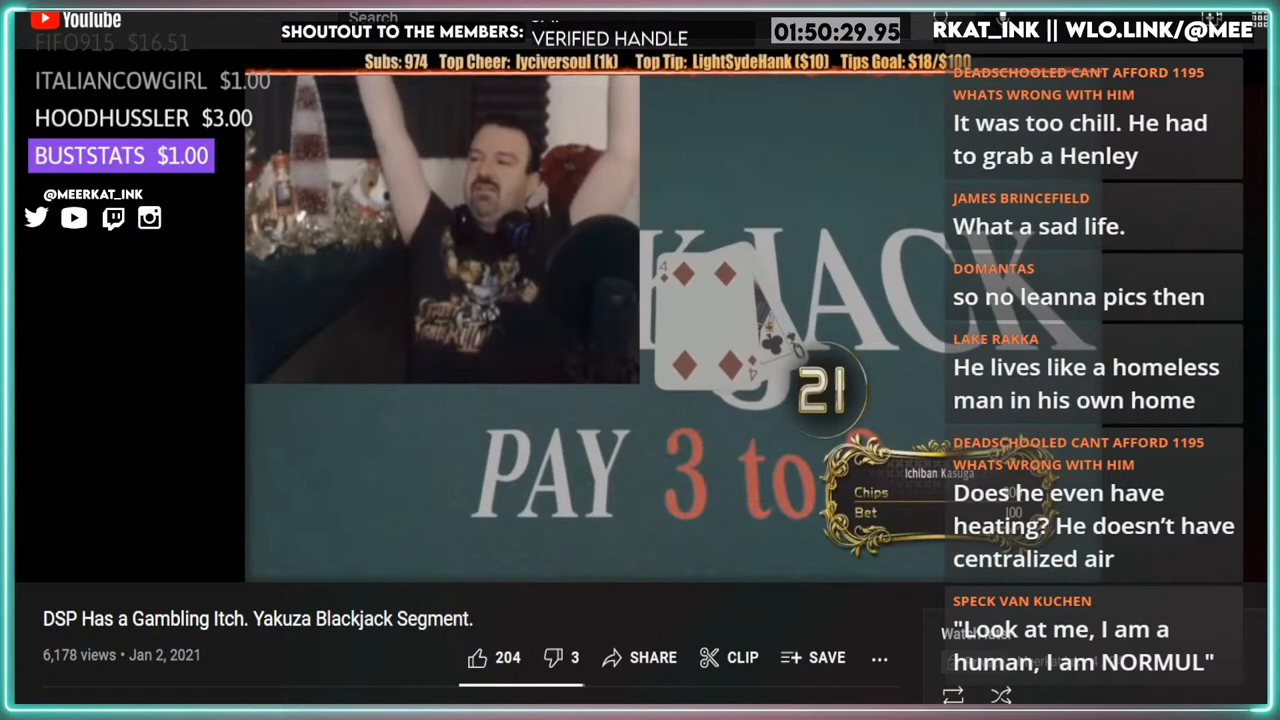 YouTube
Search
SHOUTOUT TO THE MEMBERS:
VERIFIED HANDLE
01:50:29.95
RKAT_INK || WLO.LINK/@MEE
FIFO915 $16.51
ITALIANCOWGIRL $1.00
HOODHUSSLER $3.00
BUSTSTATS $1.00
@MEERKAT_INK
Subs: 974 Top Cheer: lyciversoul (1k) Top Tip: LightSydeHank ($10) Tips Goal: $18/$100
JACK
4
4
21
PAY 3 to
Ichiban Kasuga
Chips
Bet 100
DEADSCHOOLED CANT AFFORD 1195
WHATS WRONG WITH HIM
It was too chill. He had
to grab a Henley
JAMES BRINCEFIELD
What a sad life.
DOMANTAS
so no leanna pics then
LAKE RAKKA
He lives like a homeless
man in his own home
DEADSCHOOLED CANT AFFORD 1195
WHATS WRONG WITH HIM
Does he even have
heating? He doesn’t have
centralized air
SPECK VAN KUCHEN
"Look at me, I am a
human, I am NORMUL"
DSP Has a Gambling Itch. Yakuza Blackjack Segment.
6,178 views • Jan 2, 2021
204
3
SHARE
CLIP
SAVE
Watch later